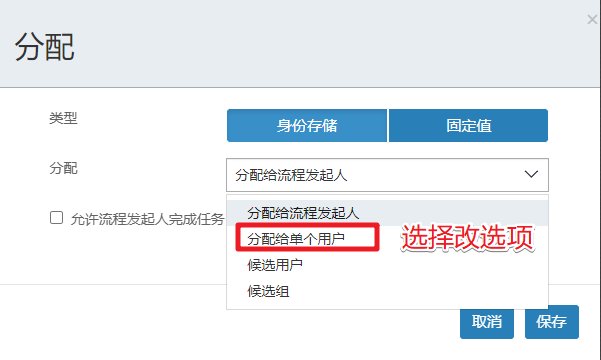 ×
分配
类型
身份存储
固定值
分配
分配给流程发起人
允许流程发起人完成任务
分配给流程发起人
分配给单个用户
选择改选项
候选用户
候选组
取消
保存